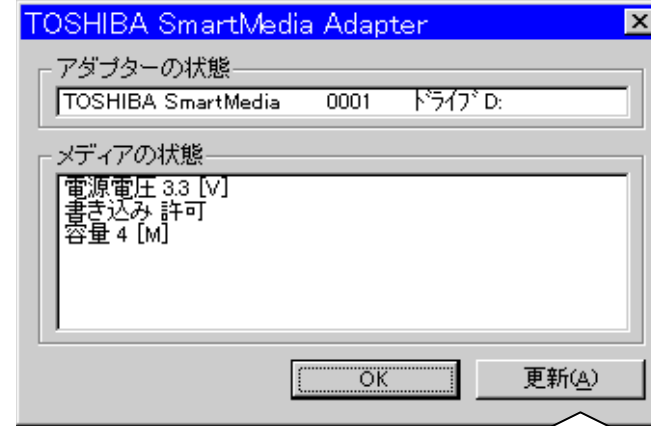 TOSHIBA SmartMedia Adapter
アダプターの状態
TOSHIBA SmartMedia 0001 ﾄﾞﾗｲﾌﾞ D:
メディアの状態
電源電圧 3.3 [V]
書き込み 許可
容量 4 [M]
OK 更新(A)